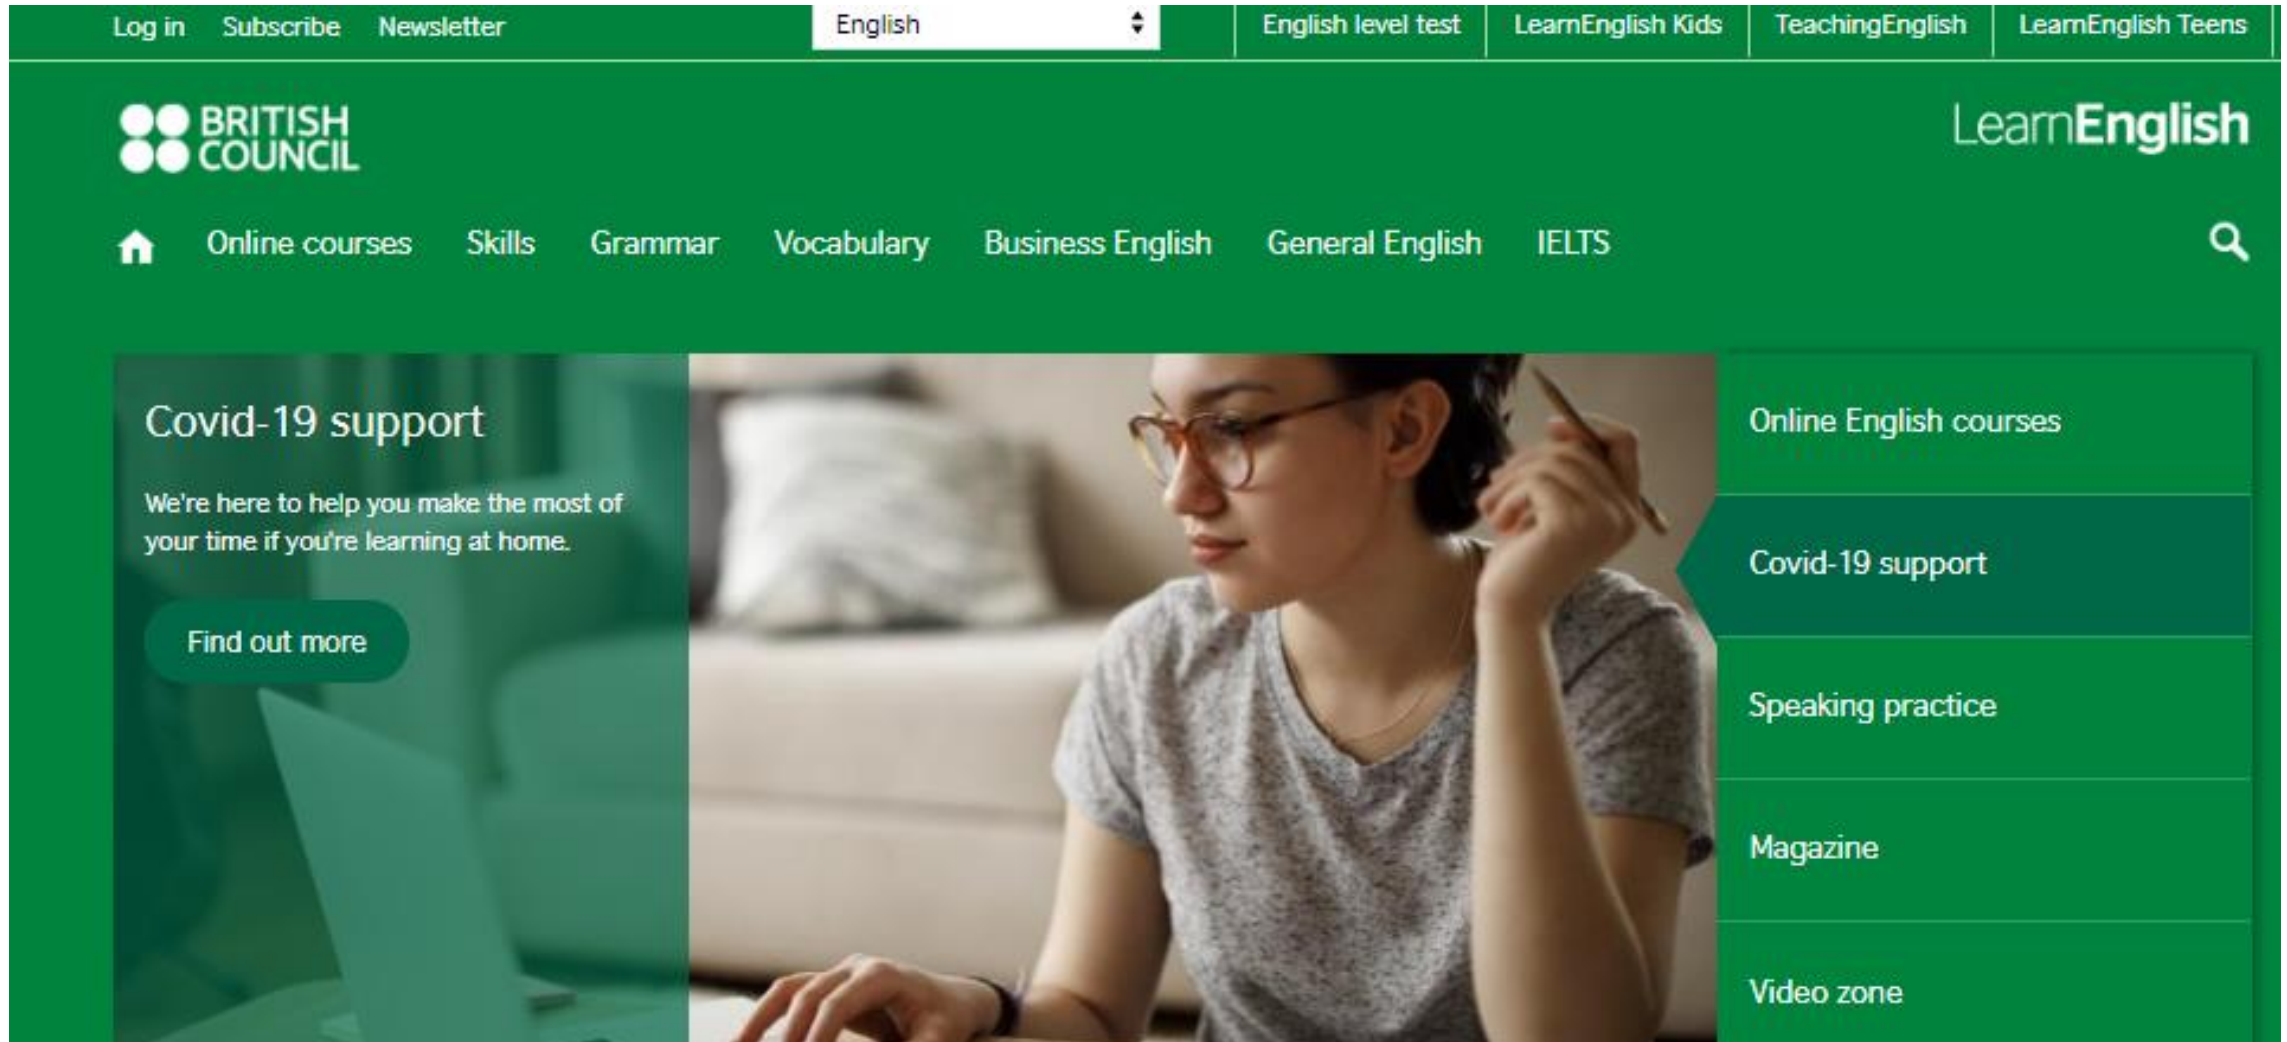 Log in Subscribe Newsletter English English level test LearnEnglish Kids TeachingEnglish LearnEnglish Teens
BRITISH
COUNCIL
LearnEnglish
Online courses Skills Grammar Vocabulary Business English General English IELTS
Covid-19 support
We're here to help you make the most of
your time if you're learning at home.
Find out more
Online English courses
Covid-19 support
Speaking practice
Magazine
Video zone